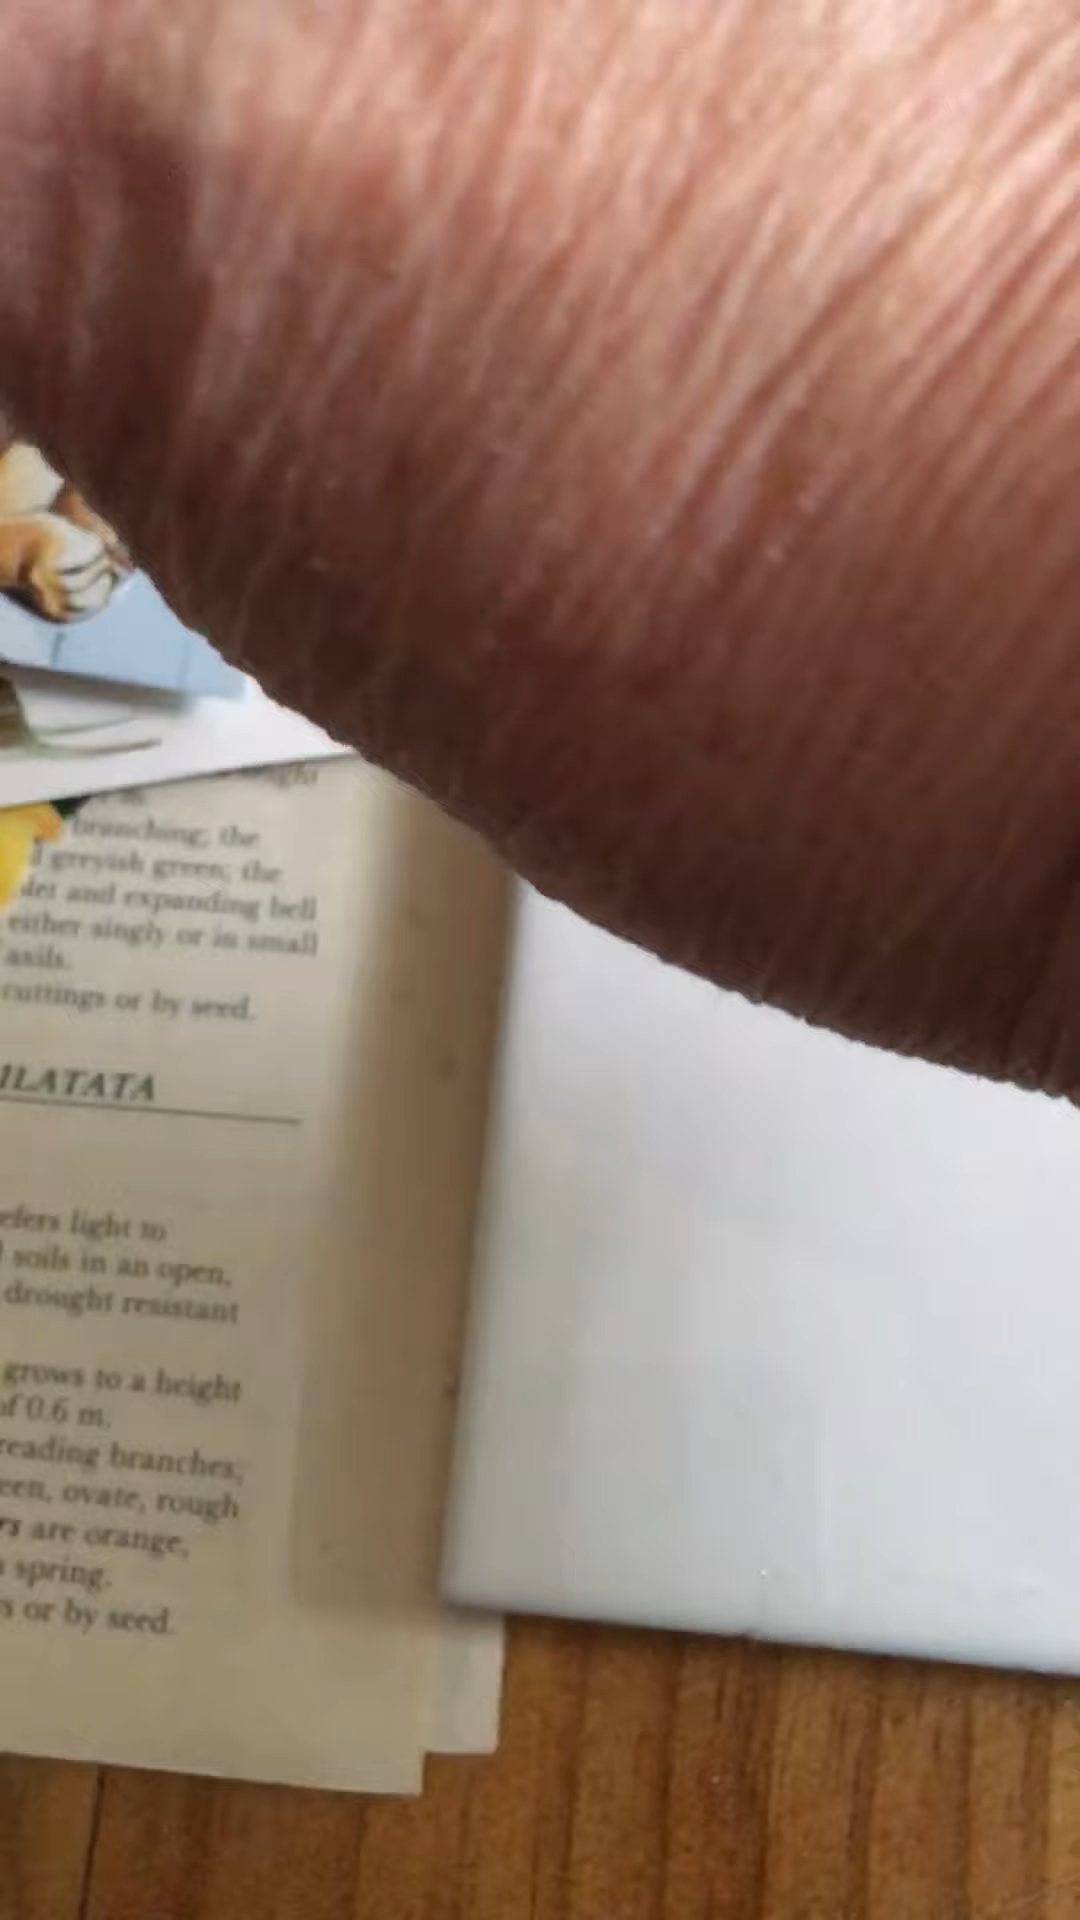 branching; the
greyish green; the
and expanding bell
either singly or in small
axils.
cuttings or by seed.
ILATATA
efers light to
soils in an open,
drought resistant
grows to a height
of 0.6 m.
reading branches;
een, ovate, rough
rs are orange,
spring.
s or by seed.